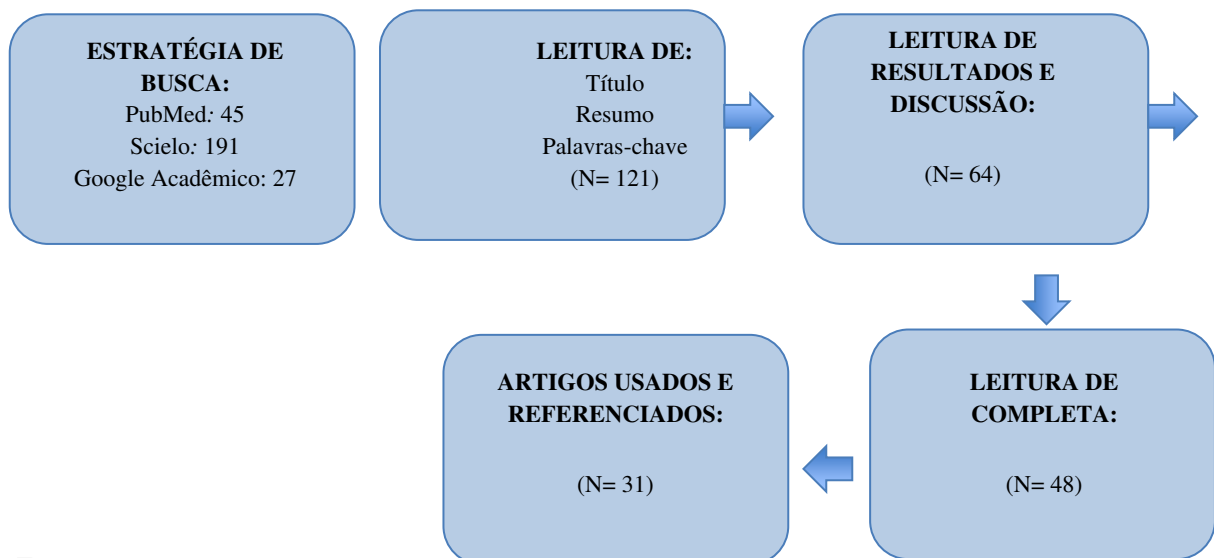 ESTRATÉGIA DE
BUSCA:
PubMed: 45
Scielo: 191
Google Acadêmico: 27
LEITURA DE:
Título
Resumo
Palavras-chave
(N= 121)
LEITURA DE
RESULTADOS E
DISCUSSÃO:
(N= 64)
LEITURA DE
COMPLETA:
(N= 48)
ARTIGOS USADOS E
REFERENCIADOS:
(N= 31)